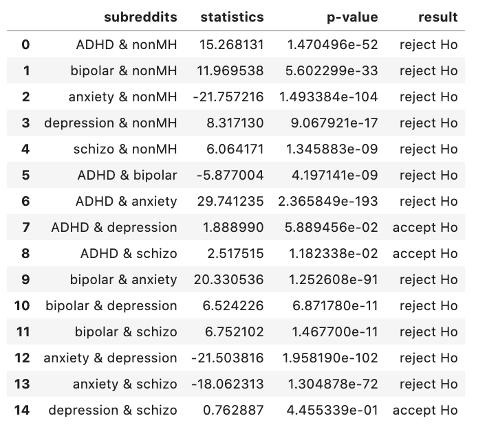 subreddits statistics p-value result
0 ADHD & nonMH 15.268131 1.470496e-52 reject Ho
1 bipolar & nonMH 11.969538 5.602299e-33 reject Ho
2 anxiety & nonMH -21.757216 1.493384e-104 reject Ho
3 depression & nonMH 8.317130 9.067921e-17 reject Ho
4 schizo & nonMH 6.064171 1.345883e-09 reject Ho
5 ADHD & bipolar -5.877004 4.197141e-09 reject Ho
6 ADHD & anxiety 29.741235 2.365849e-193 reject Ho
7 ADHD & depression 1.888990 5.889456e-02 accept Ho
8 ADHD & schizo 2.517515 1.182338e-02 accept Ho
9 bipolar & anxiety 20.330536 1.252608e-91 reject Ho
10 bipolar & depression 6.524226 6.871780e-11 reject Ho
11 bipolar & schizo 6.752102 1.467700e-11 reject Ho
12 anxiety & depression -21.503816 1.958190e-102 reject Ho
13 anxiety & schizo -18.062313 1.304878e-72 reject Ho
14 depression & schizo 0.762887 4.455339e-01 accept Ho